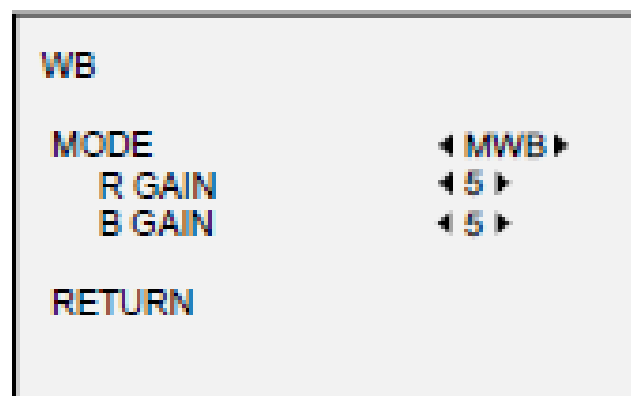 WB
MODE ◄ MWB ►
R GAIN ◄ 5 ►
B GAIN ◄ 5 ►
RETURN